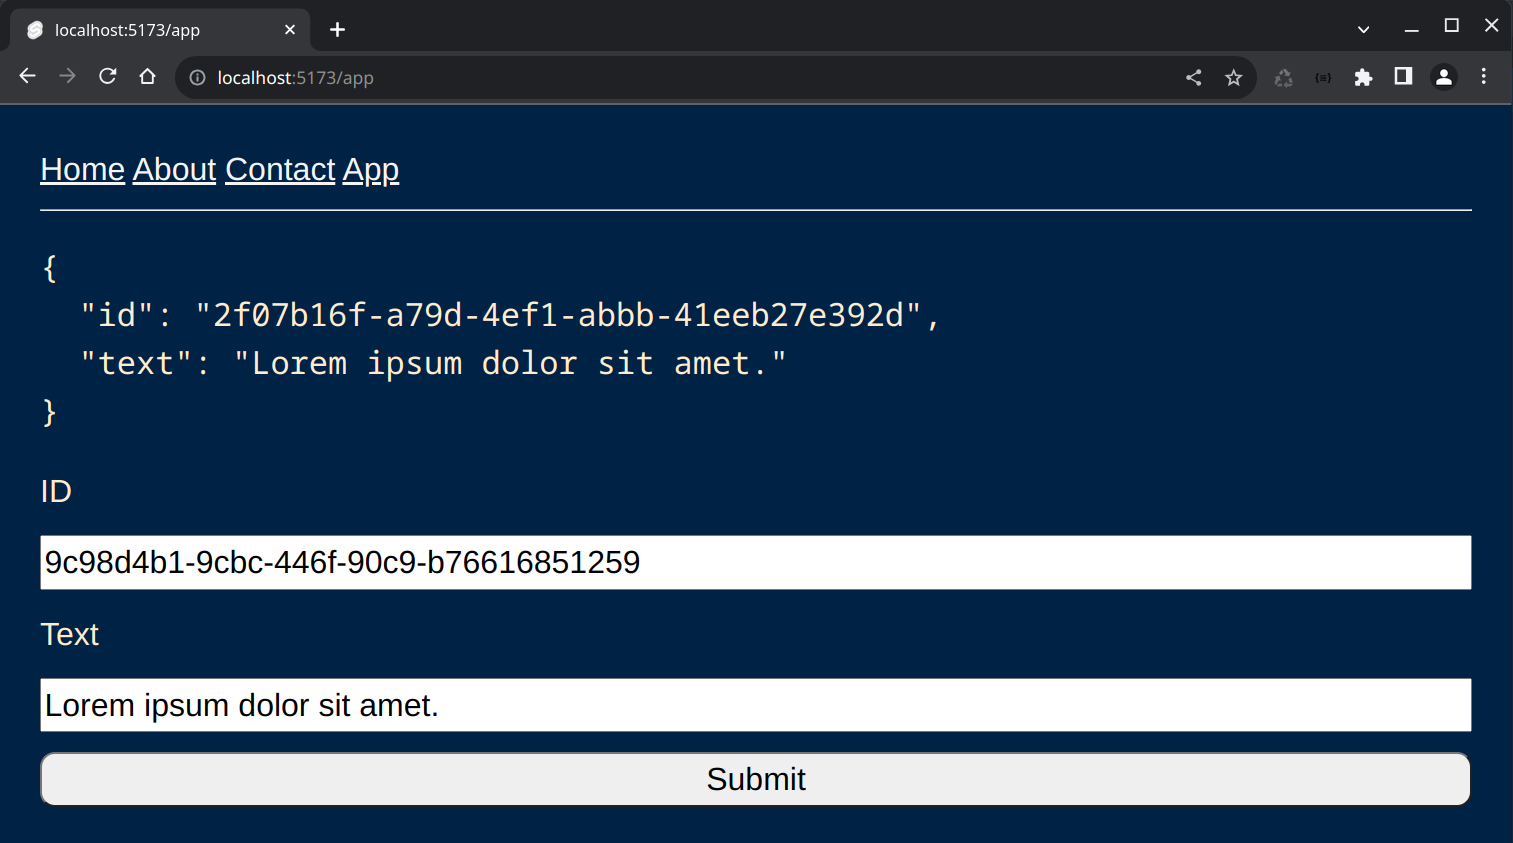 localhost:5173/app
localhost:5173/app
Home About Contact App
{
"id": "2f07b16f-a79d-4ef1-abbb-41eeb27e392d",
"text": "Lorem ipsum dolor sit amet."
}
ID
9c98d4b1-9cbc-446f-90c9-b76616851259
Text
Lorem ipsum dolor sit amet.
Submit